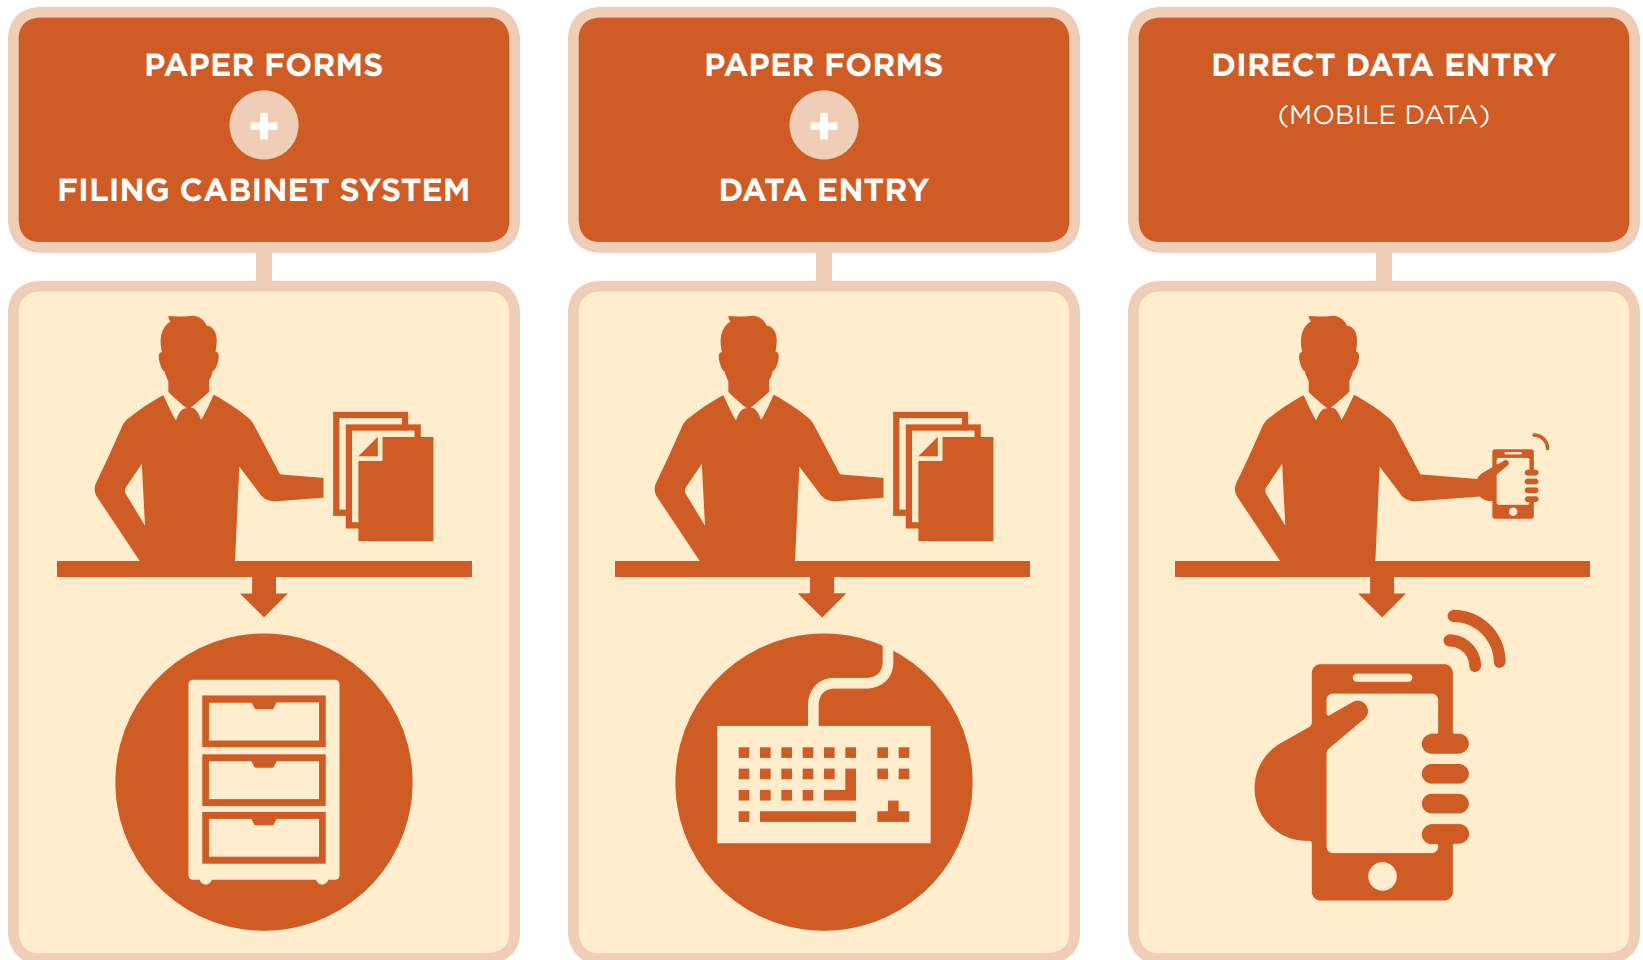 PAPER FORMS
+
FILING CABINET SYSTEM
PAPER FORMS
+
DATA ENTRY
DIRECT DATA ENTRY
(MOBILE DATA)